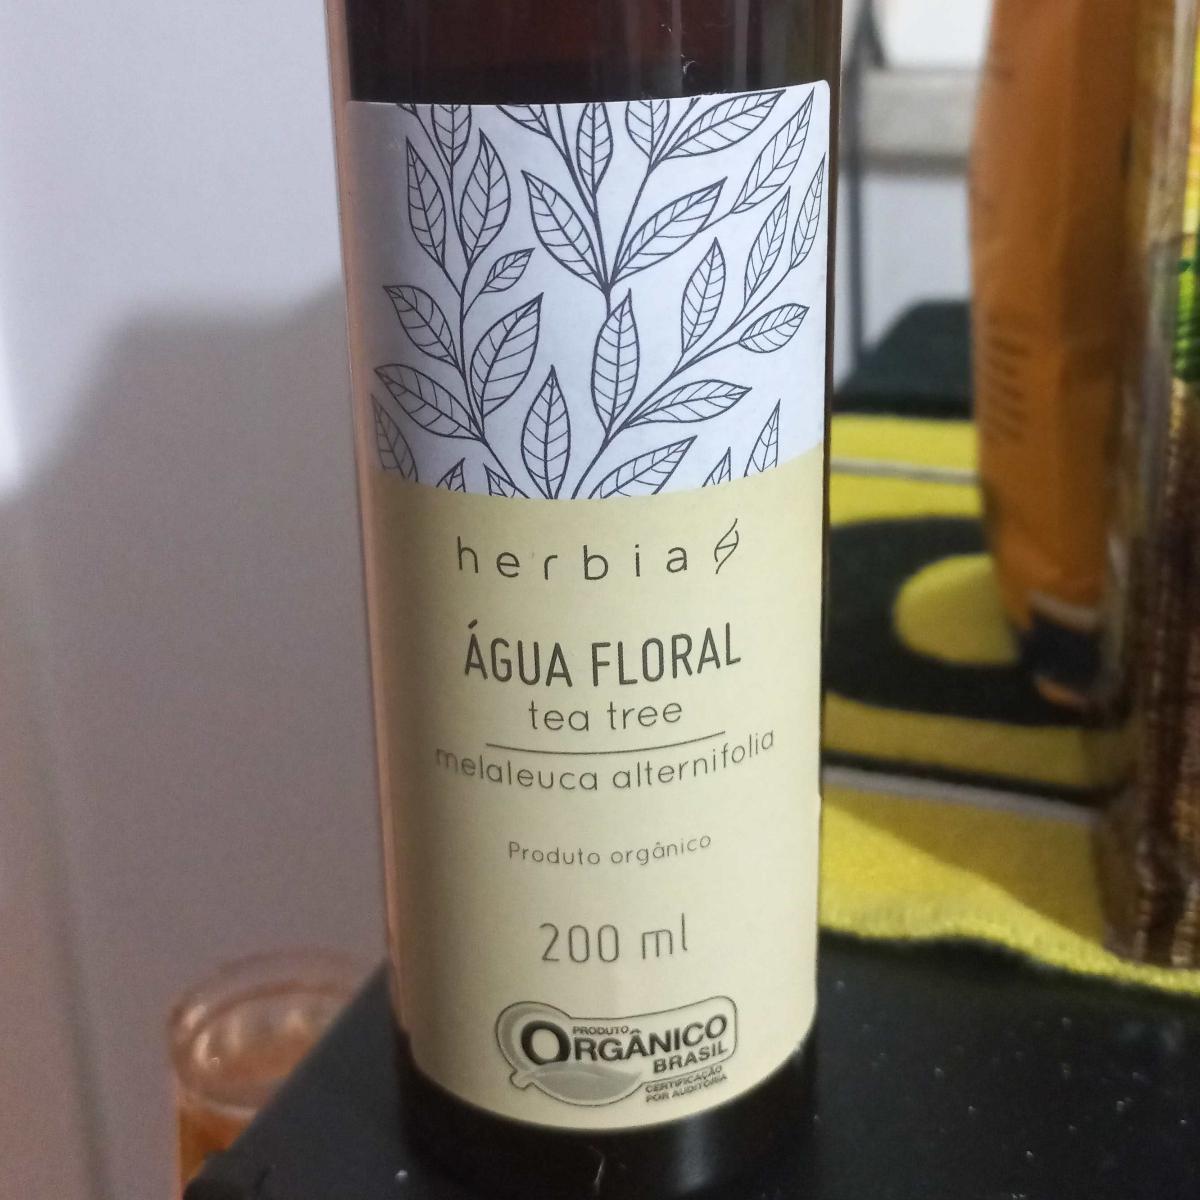 herbia
ÁGUA FLORAL
tea tree
melaleuca alternifolia
Produto orgânico
200 ml
PRODUTO
ORGÂNICO
BRASIL
CERTIFICAÇÃO
POR AUDITORIA